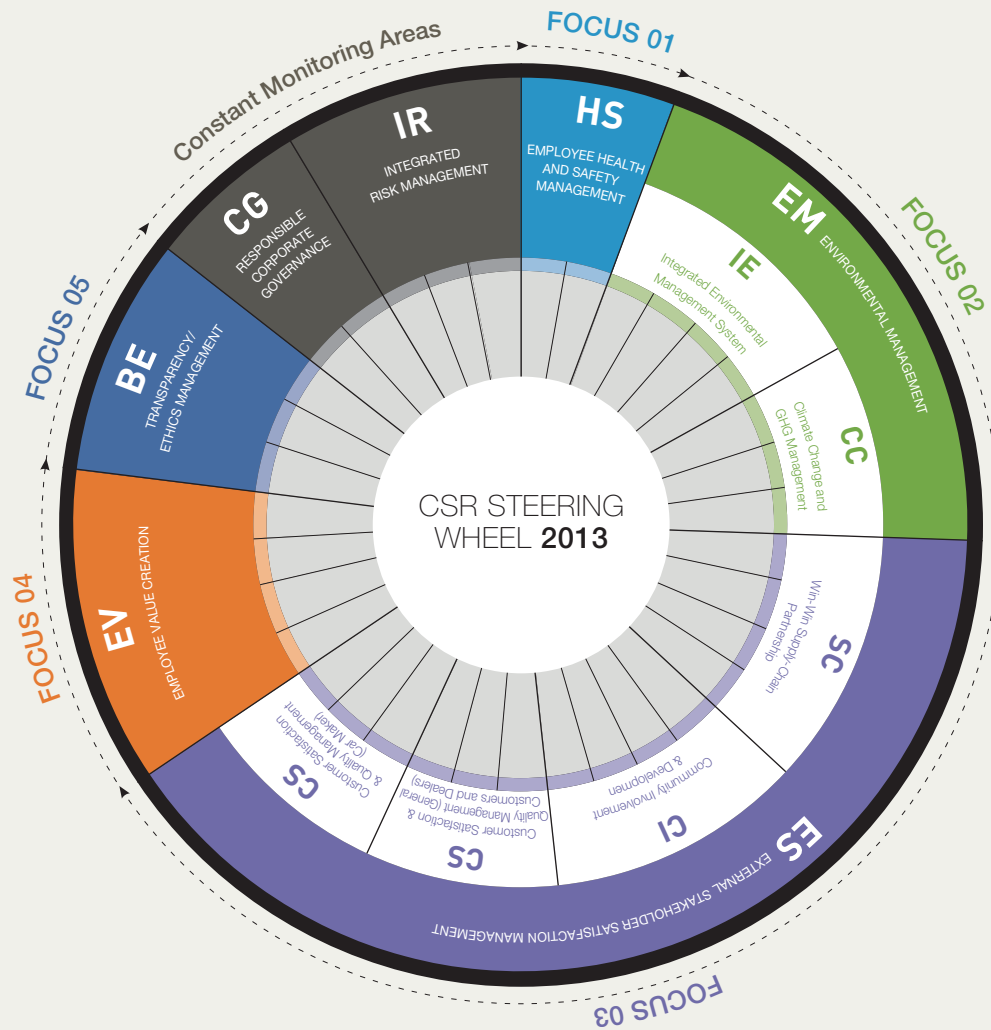 Constant Monitoring Areas
FOCUS 01
HS
EMPLOYEE HEALTH
AND SAFETY
MANAGEMENT
FOCUS 02
EM
ENVIRONMENTAL MANAGEMENT
IE
Integrated Environmental
Management System
CC
Climate Change and
GHG Management
FOCUS 03
ES
EXTERNAL STAKEHOLDER SATISFACTION MANAGEMENT
SC
Win-Win Supply-Chain
Partnership
CI
Community Involvement
& Developmen
CS
Customer Satisfaction &
Quality Management (General
Customers and Dealers)
CS
Customer Satisfaction
& Quality Management
(Car Maker)
FOCUS 04
EV
EMPLOYEE VALUE CREATION
FOCUS 05
BE
TRANSPARENCY/
ETHICS MANAGEMENT
CG
RESPONSIBLE
CORPORATE
GOVERNANCE
IR
INTEGRATED
RISK MANAGEMENT
CSR STEERING
WHEEL 2013